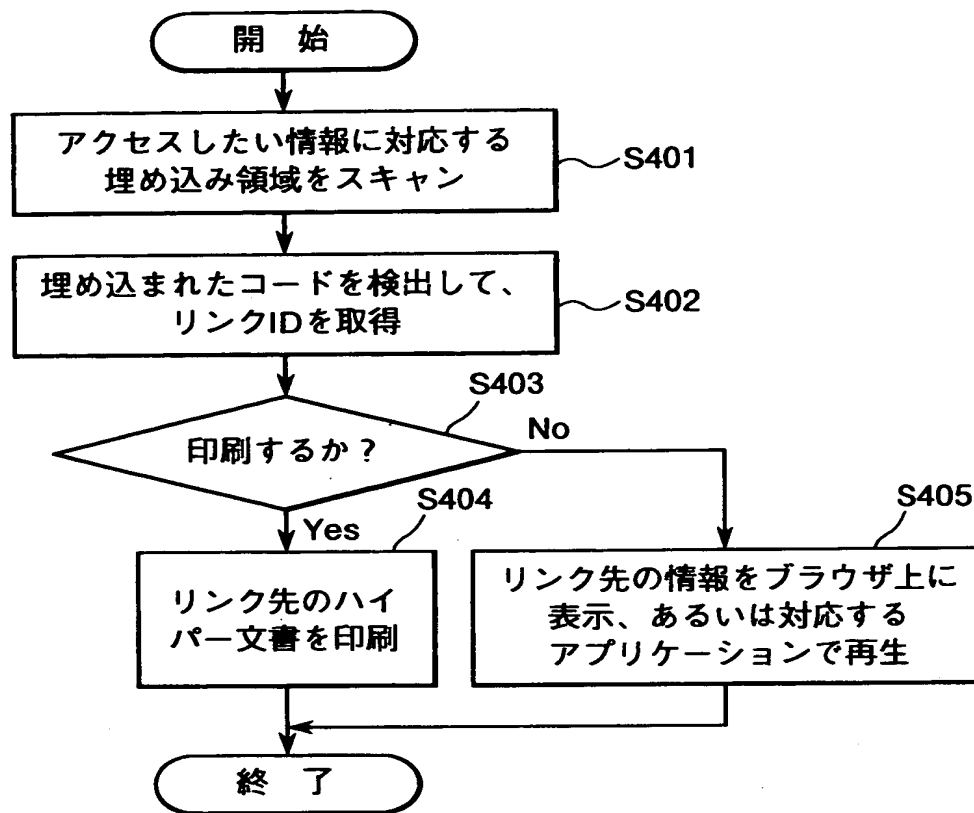 開 始
アクセスしたい情報に対応する
埋め込み領域をスキャン
S401
埋め込まれたコードを検出して、
リンクIDを取得
S402
S403
印刷するか？
No
Yes
S404
S405
リンク先のハイ
パー文書を印刷
リンク先の情報をブラウザ上に
表示、あるいは対応する
アプリケーションで再生
終 了